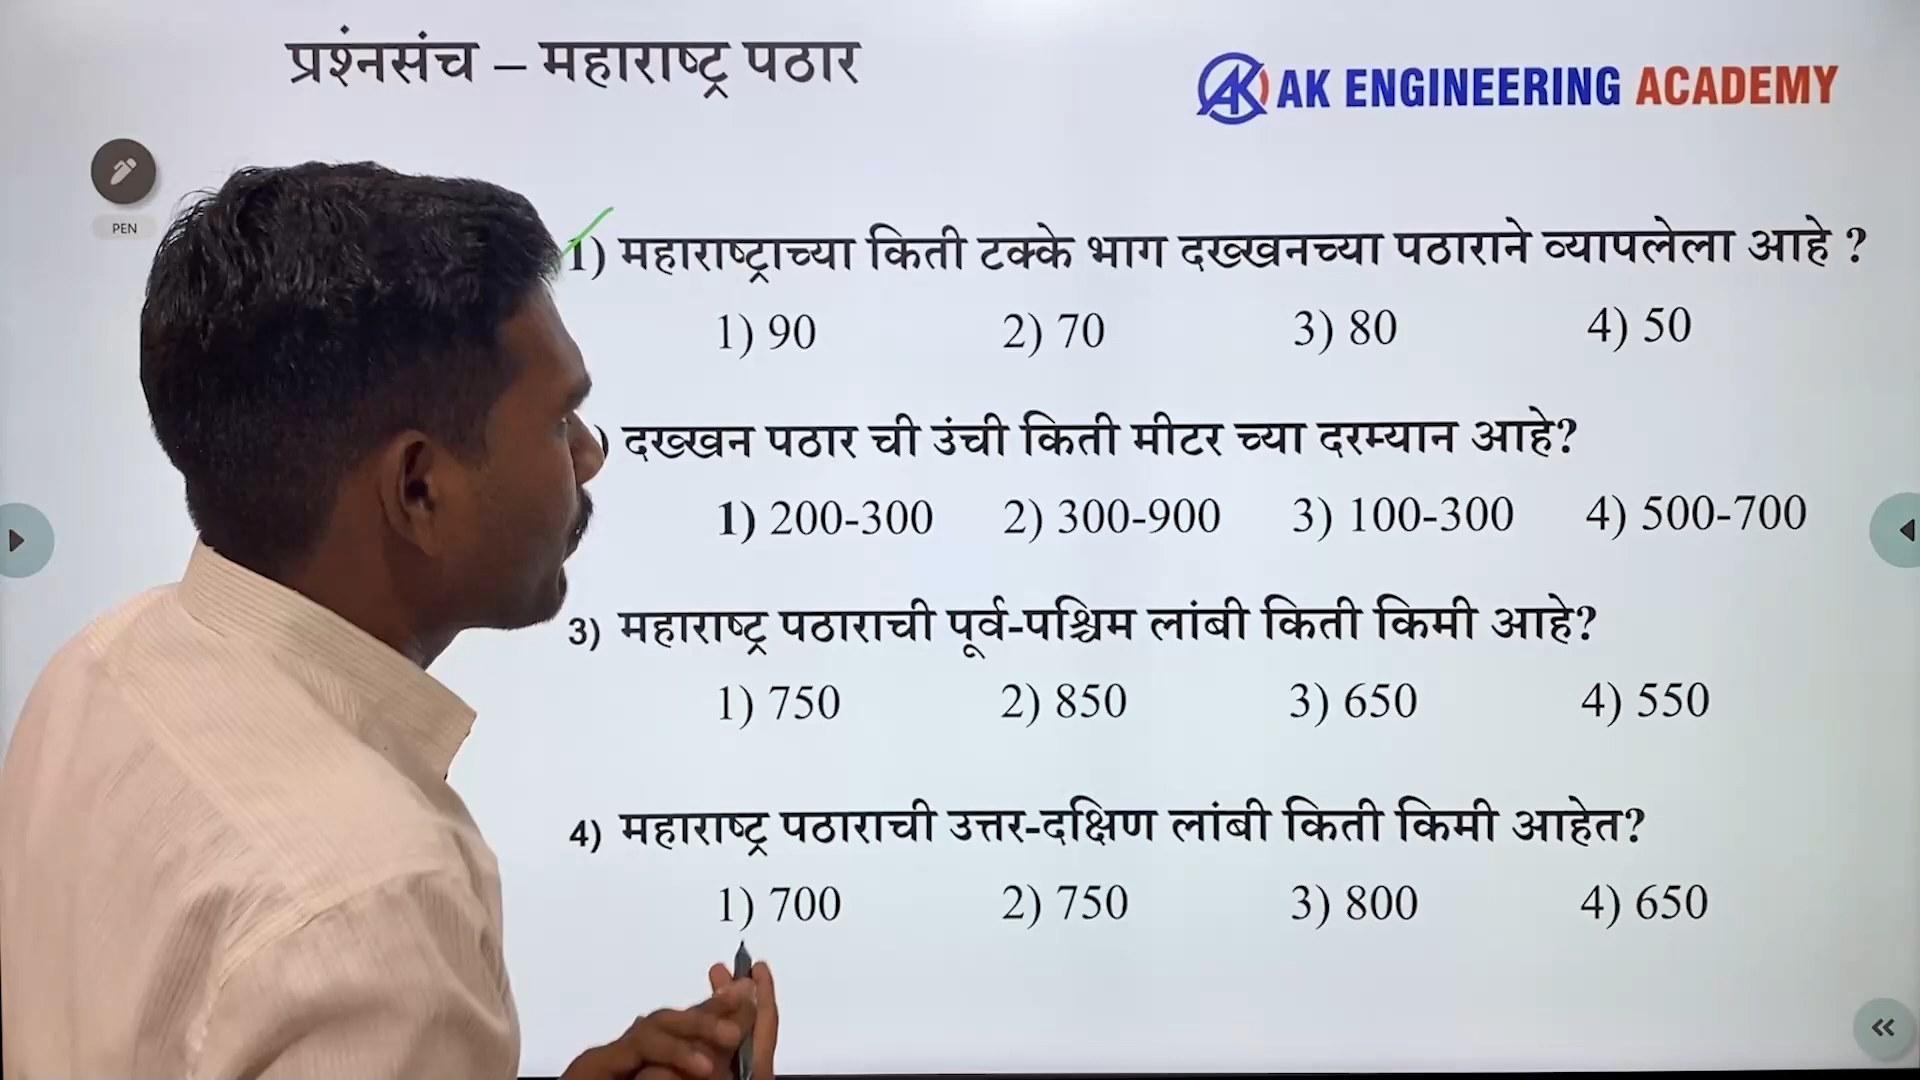 प्रश्ंनसंच – महाराष्ट्र पठार
AK ENGINEERING ACADEMY
PEN
1) महाराष्ट्राच्या किती टक्के भाग दख्खनच्या पठाराने व्यापलेला आहे ?
1) 90 2) 70 3) 80 4) 50
) दख्खन पठार ची उंची किती मीटर च्या दरम्यान आहे?
1) 200-300 2) 300-900 3) 100-300 4) 500-700
3) महाराष्ट्र पठाराची पूर्व-पश्चिम लांबी किती किमी आहे?
1) 750 2) 850 3) 650 4) 550
4) महाराष्ट्र पठाराची उत्तर-दक्षिण लांबी किती किमी आहेत?
1) 700 2) 750 3) 800 4) 650